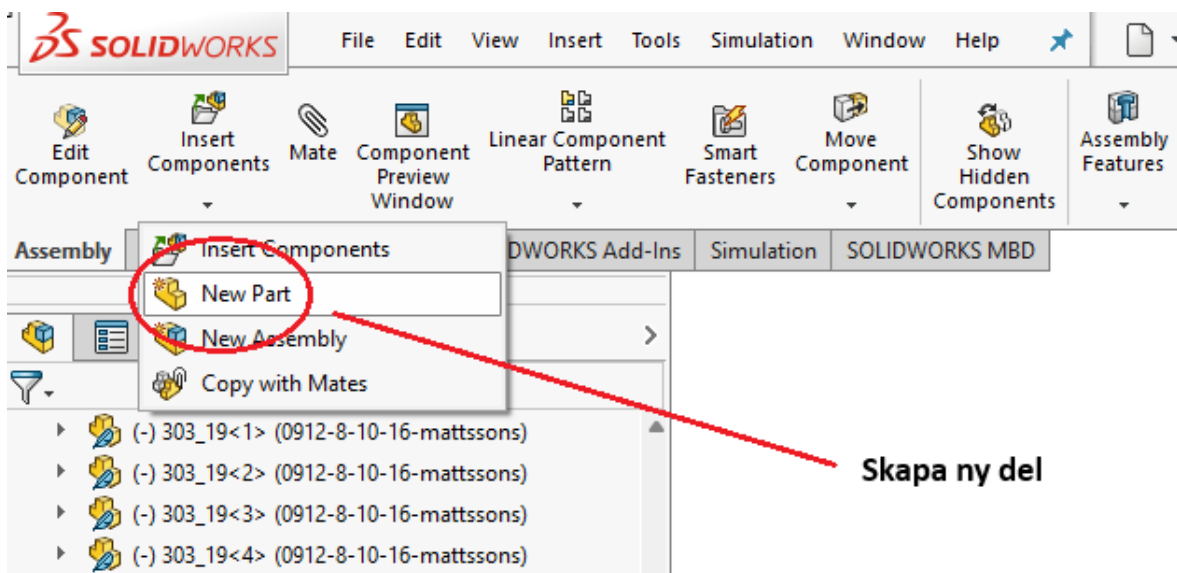 SOLIDWORKS File Edit View Insert Tools Simulation Window Help
Edit Component
Insert Components
Mate
Component Preview Window
Linear Component Pattern
Smart Fasteners
Move Component
Show Hidden Components
Assembly Features
Assembly
DWORKS Add-Ins
Simulation
SOLIDWORKS MBD
Insert Components
New Part
New Assembly
Copy with Mates
(-) 303_19<1> (0912-8-10-16-mattssons)
(-) 303_19<2> (0912-8-10-16-mattssons)
(-) 303_19<3> (0912-8-10-16-mattssons)
(-) 303_19<4> (0912-8-10-16-mattssons)
Skapa ny del